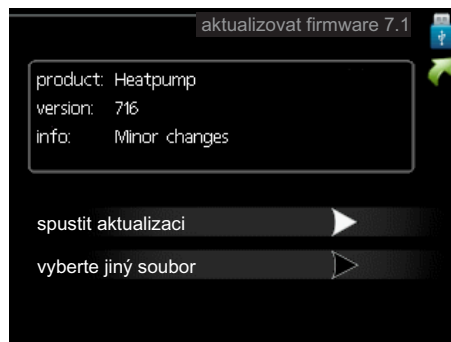 aktualizovat firmware 7.1
product: Heatpump
version: 716
info: Minor changes
spustit aktualizaci
vyberte jiný soubor